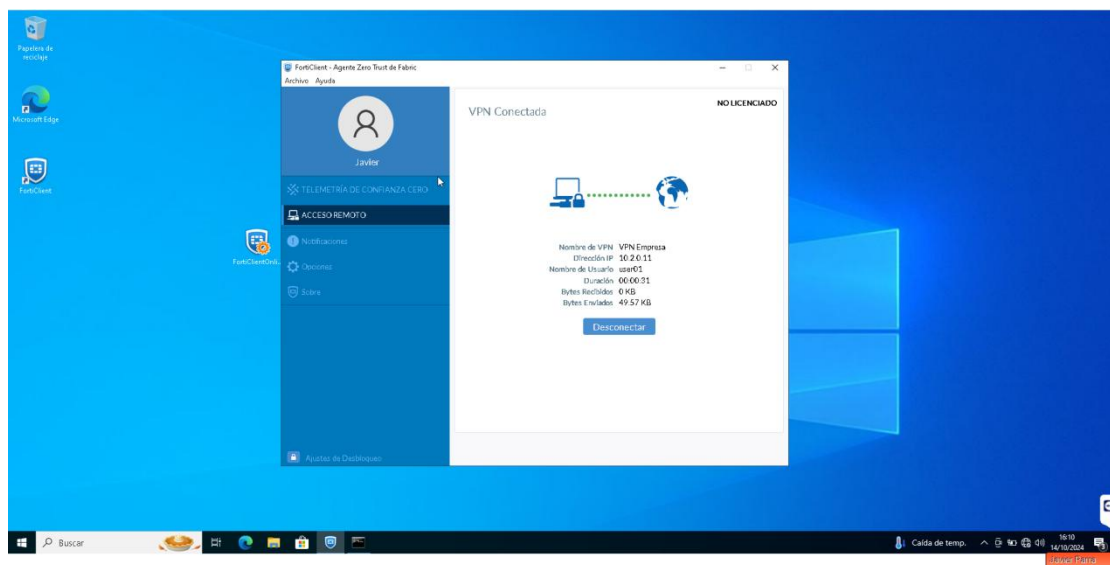 Papelera de
reciclaje
Microsoft Edge
FortiClient
FortiClientOnli...
FortiClient - Agente Zero Trust de Fabric
Archivo Ayuda
Javier
TELEMETRÍA DE CONFIANZA CERO
ACCESO REMOTO
Notificaciones
Opciones
Sobre
Ajustes de Desbloqueo
VPN Conectada
NO LICENCIADO
Nombre de VPN VPN Empresa
Dirección IP 10.2.0.11
Nombre de Usuario user01
Duración 00:00:31
Bytes Recibidos 0 KB
Bytes Enviados 49.57 KB
Desconectar
Buscar
Caída de temp.
16:10
14/10/2024
Javier Parra